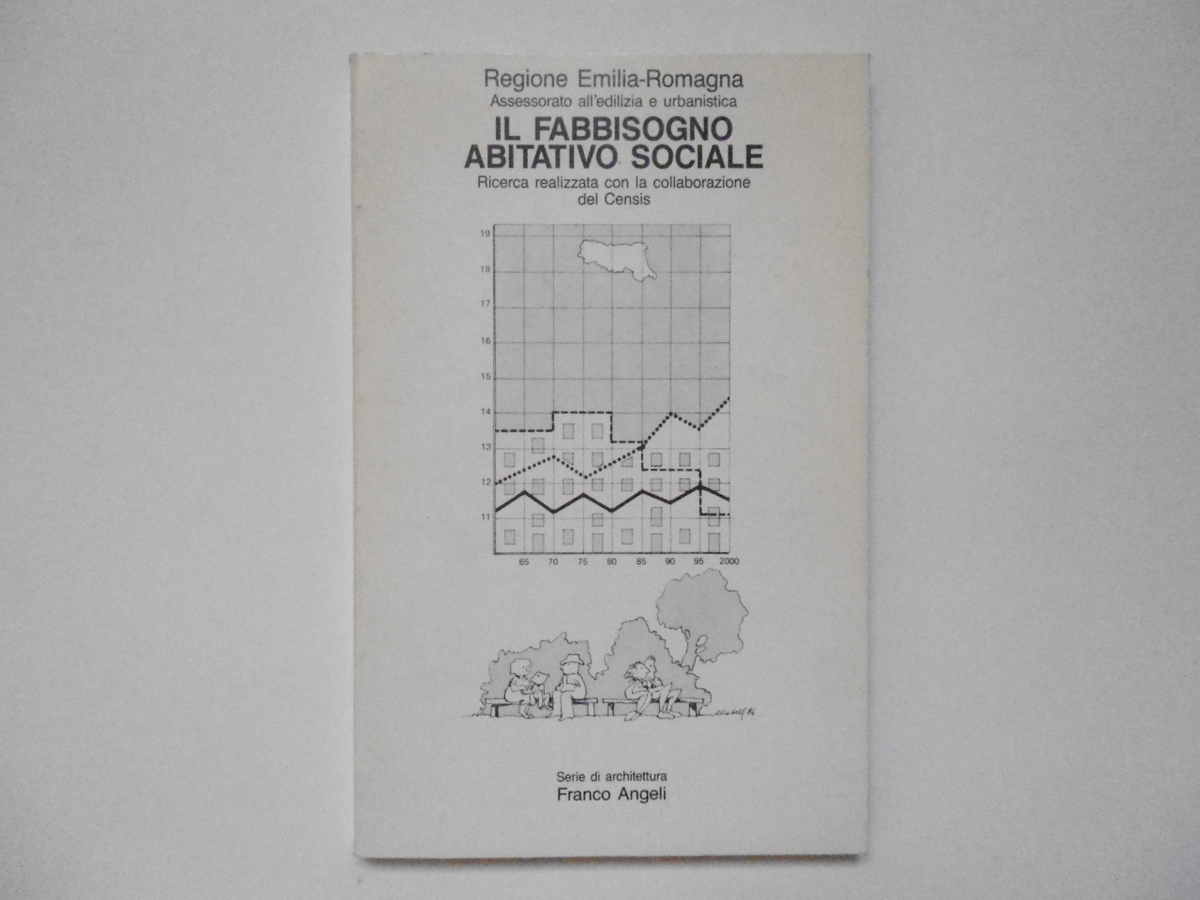 Regione Emilia-Romagna
Assessorato all'edilizia e urbanistica
IL FABBISOGNO
ABITATIVO SOCIALE
Ricerca realizzata con la collaborazione
del Censis
19
18
17
16
15
14
13
12
11
65 70 75 80 85 90 95 2000
Serie di architettura
Franco Angeli